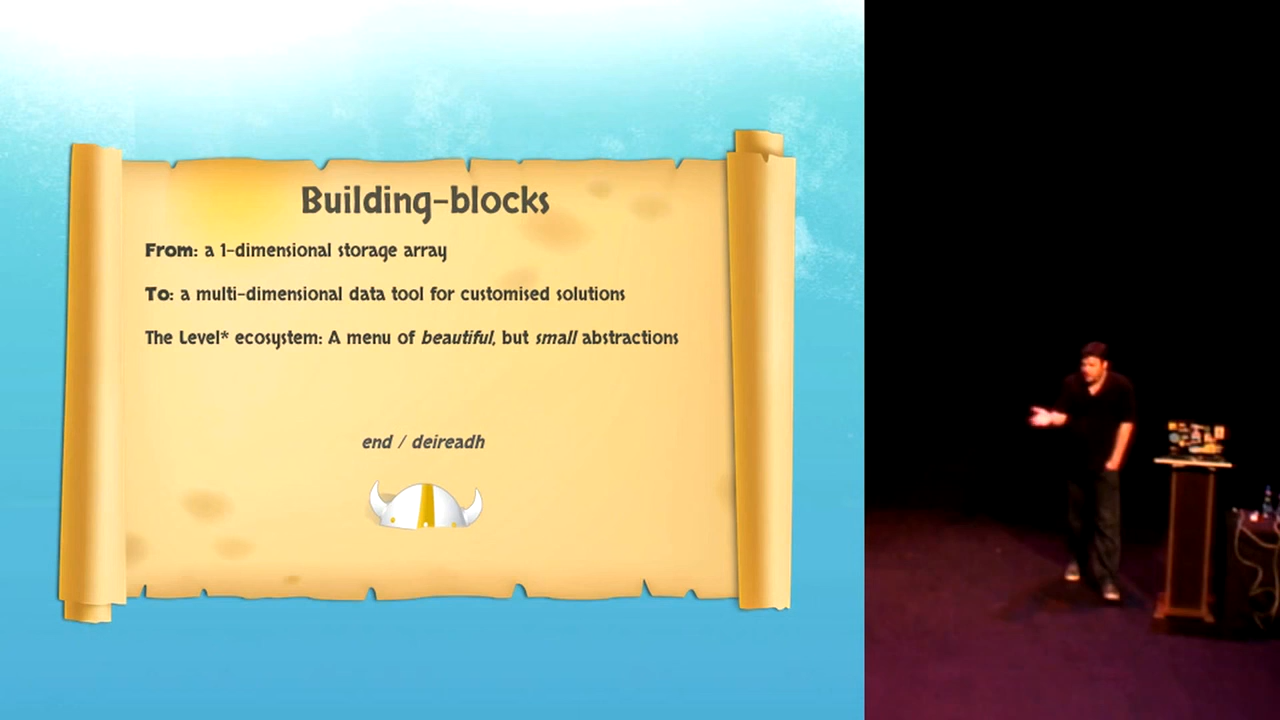 Building-blocks
From: a 1-dimensional storage array
To: a multi-dimensional data tool for customised solutions
The Level* ecosystem: A menu of beautiful, but small abstractions
end / deireadh